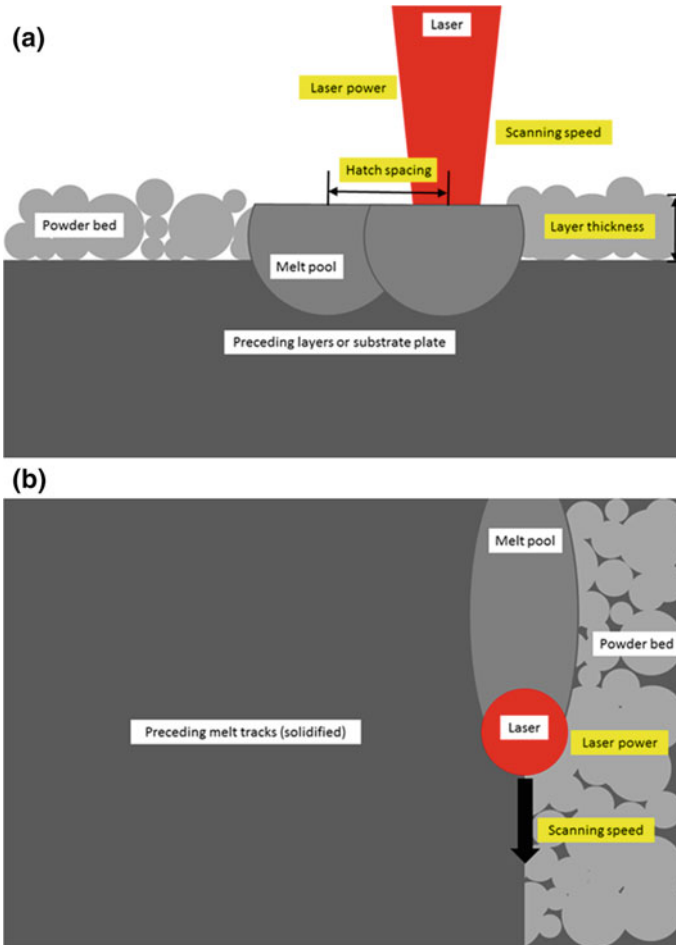 (a)
Laser
Laser power
Scanning speed
Hatch spacing
Powder bed
Layer thickness
Melt pool
Preceding layers or substrate plate
(b)
Melt pool
Powder bed
Preceding melt tracks (solidified)
Laser
Laser power
Scanning speed